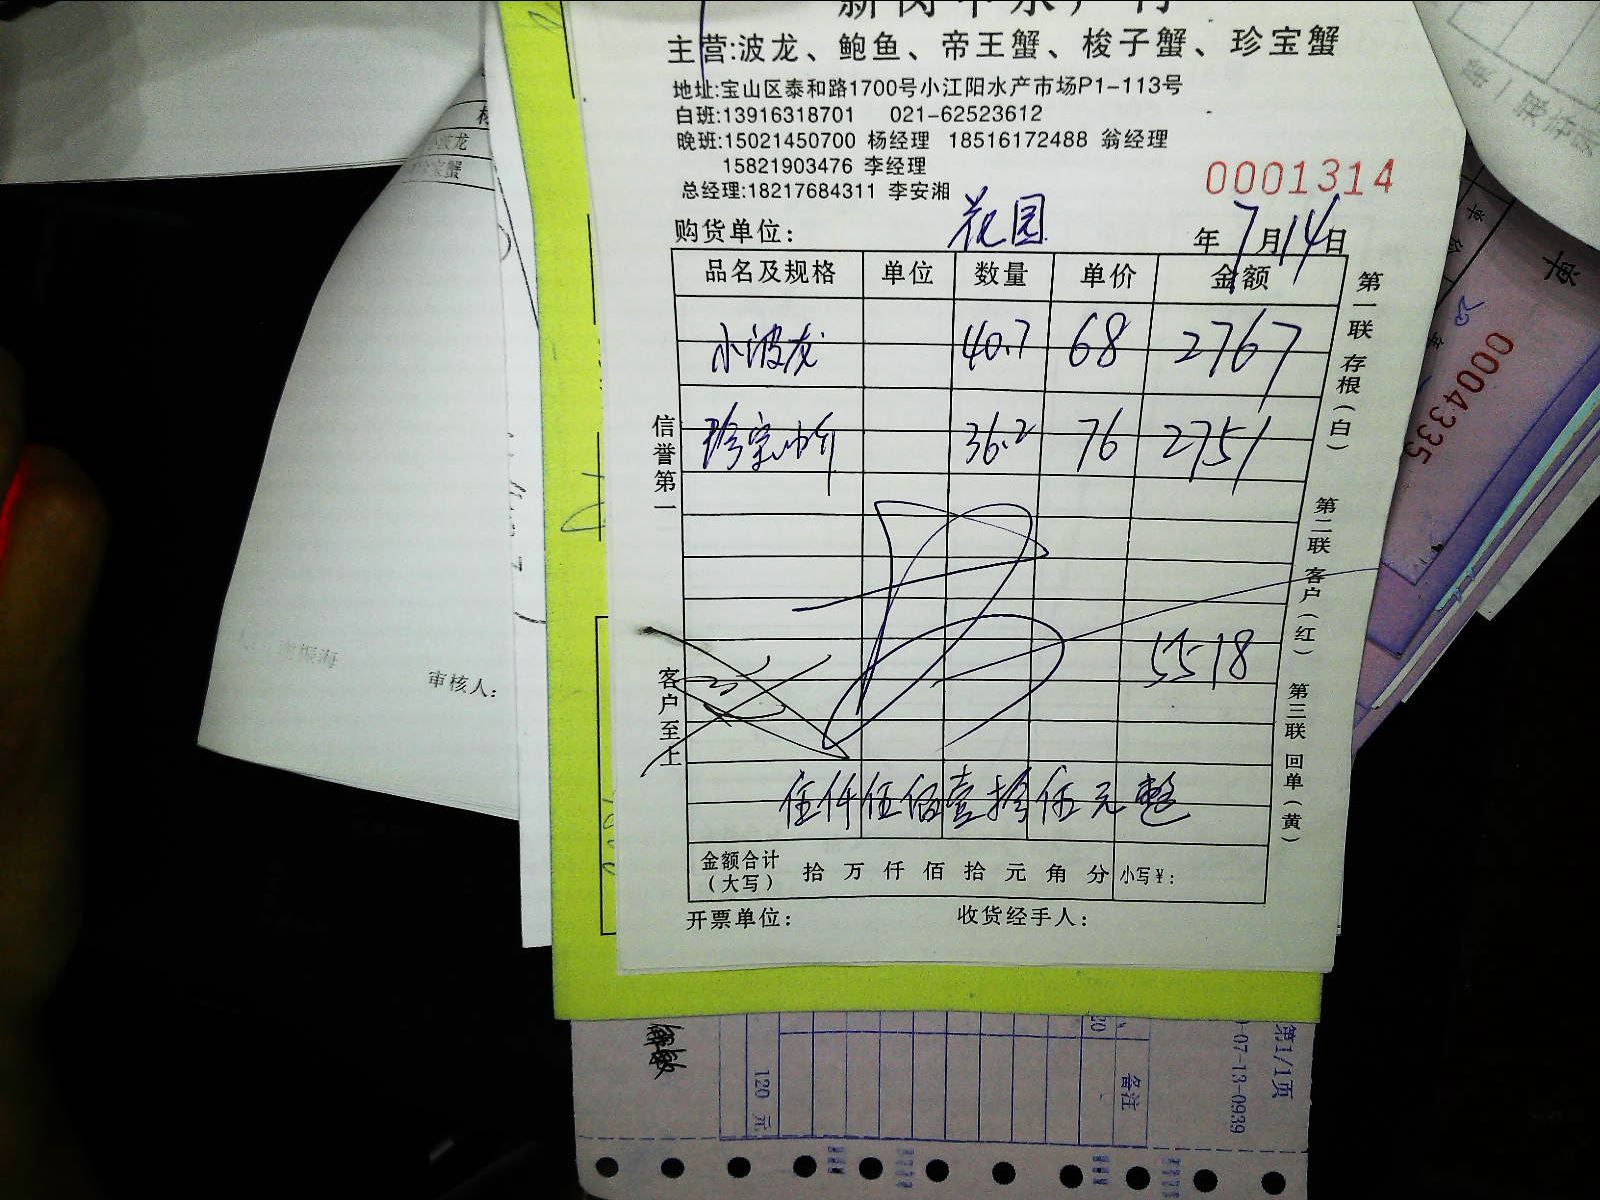 主营:波龙、鲍鱼、帝王蟹、梭子蟹、珍宝蟹
地址:宝山区泰和路1700号小江阳水产市场P1-113号
白班:13916318701 021-62523612
晚班:15021450700 杨经理 18516172488 翁经理
15821903476 李经理
总经理:18217684311 李安湘
0001314
购货单位: 花园 年7月14日
品名及规格 单位 数量 单价 金额
小波龙 40.7 68 2767
珍宝小介 36.2 76 2751
5518
伍仟伍佰壹拾伍元整
金额合计(大写) 拾 万 仟 佰 拾 元 角 分 小写¥:
开票单位: 收货经手人:
信誉第一 客户至上
第一联 存根(白) 第二联 客户(红) 第三联 回单(黄)
0004335
审核人:
备注
120 元
第1/1页
07-13-0939